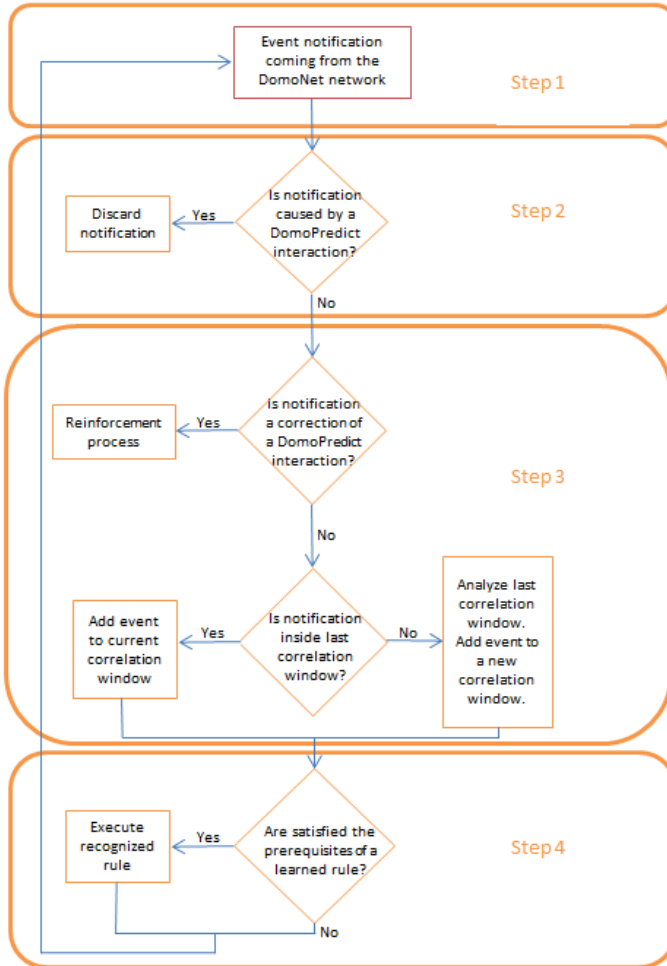 Event notification
coming from the
DomoNet network
Step 1
Is notification
caused by a
DomoPredict
interaction?
Yes
Discard
notification
Step 2
No
Is notification
a correction of
a DomoPredict
interaction?
Yes
Reinforcement
process
Step 3
No
Is notification
inside last
correlation
window?
Yes
Add event
to current
correlation
window
No
Analyze last
correlation
window.
Add event to
a new
correlation
window.
Are satisfied the
prerequisites of a
learned rule?
Yes
Execute
recognized
rule
Step 4
No